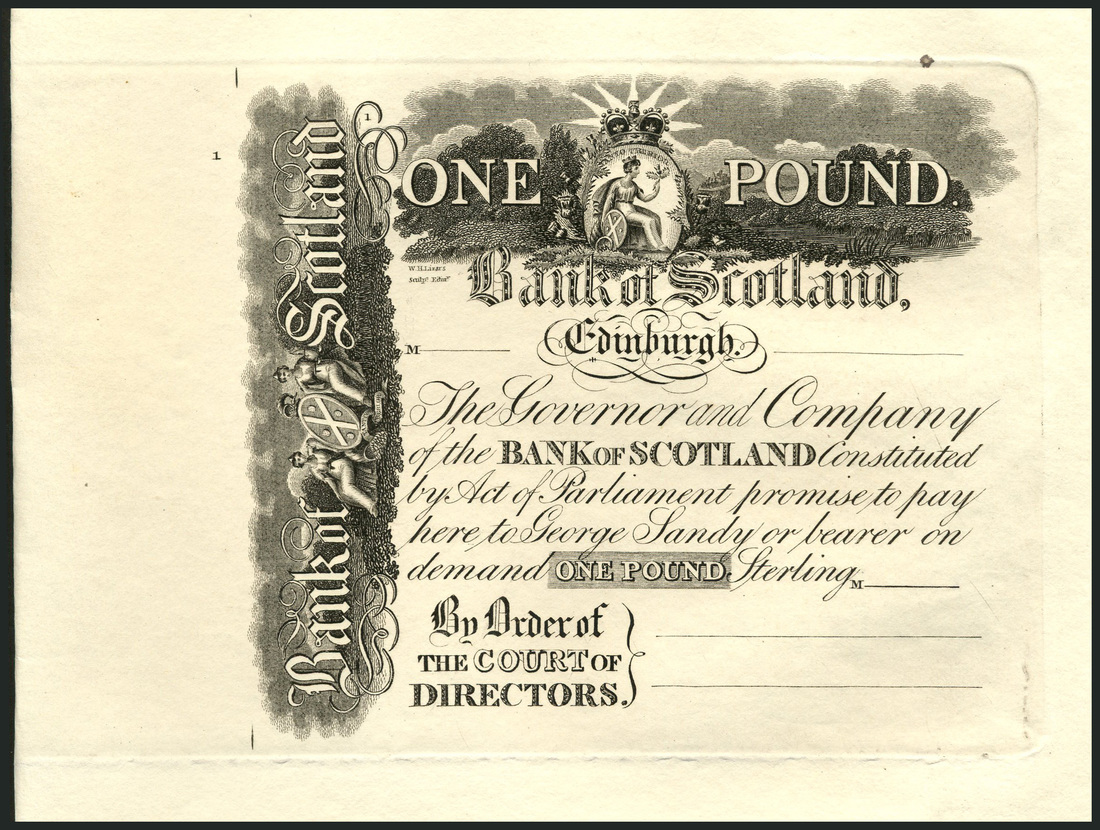 1
1
Bank of Scotland
ONE POUND.
W.H.Lizars
Sculpt. Edinr.
Bank of Scotland,
Edinburgh.
M
The Governor and Company
of the BANK OF SCOTLAND Constituted
by Act of Parliament promise to pay
here to George Sandy or bearer on
demand ONE POUND Sterling
M
By Order of
THE COURT OF
DIRECTORS.